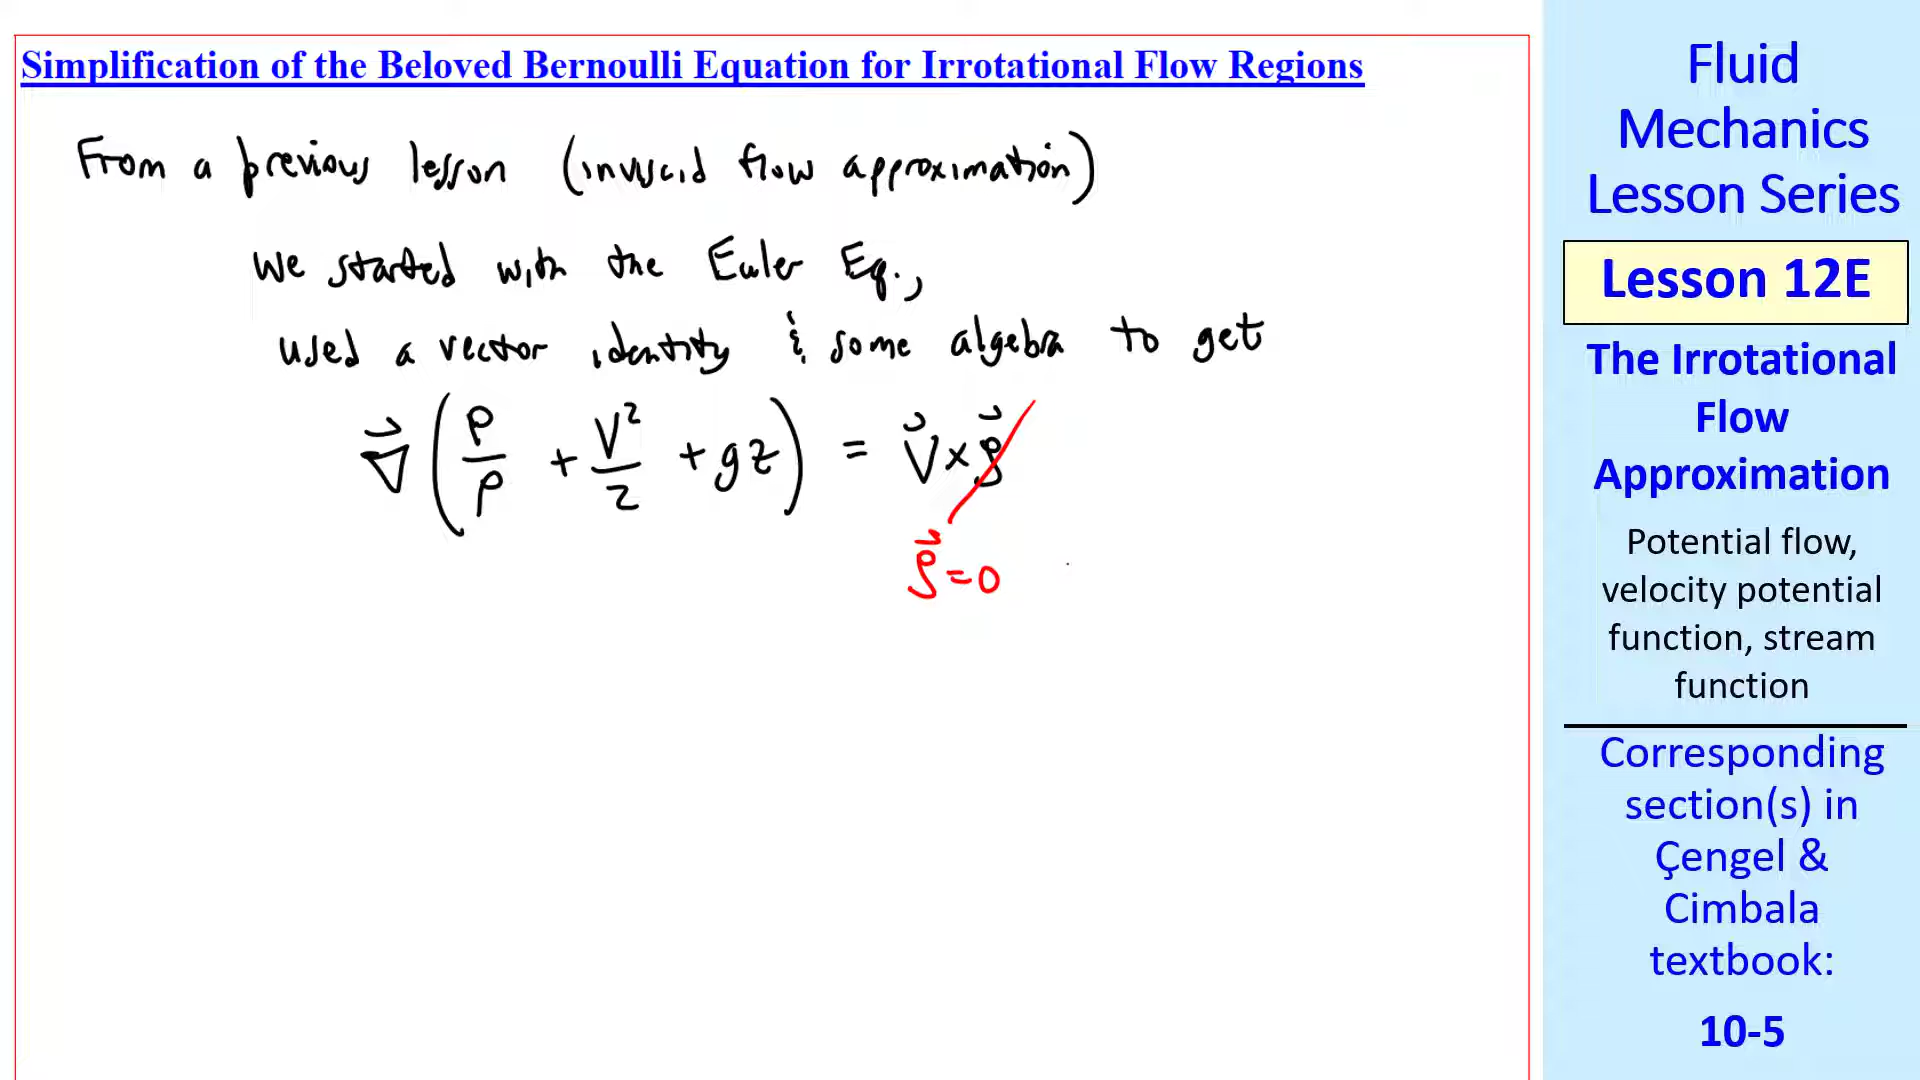 Simplification of the Beloved Bernoulli Equation for Irrotational Flow Regions
From a previous lesson (inviscid flow approximation)
We started with the Euler Eq.,
used a vector identity & some algebra to get
∇⃗ (P/ρ + V²/2 + gz) = V⃗ × ζ⃗
ζ⃗ = 0
Fluid
Mechanics
Lesson Series
Lesson 12E
The Irrotational
Flow
Approximation
Potential flow,
velocity potential
function, stream
function
Corresponding
section(s) in
Çengel &
Cimbala
textbook:
10-5